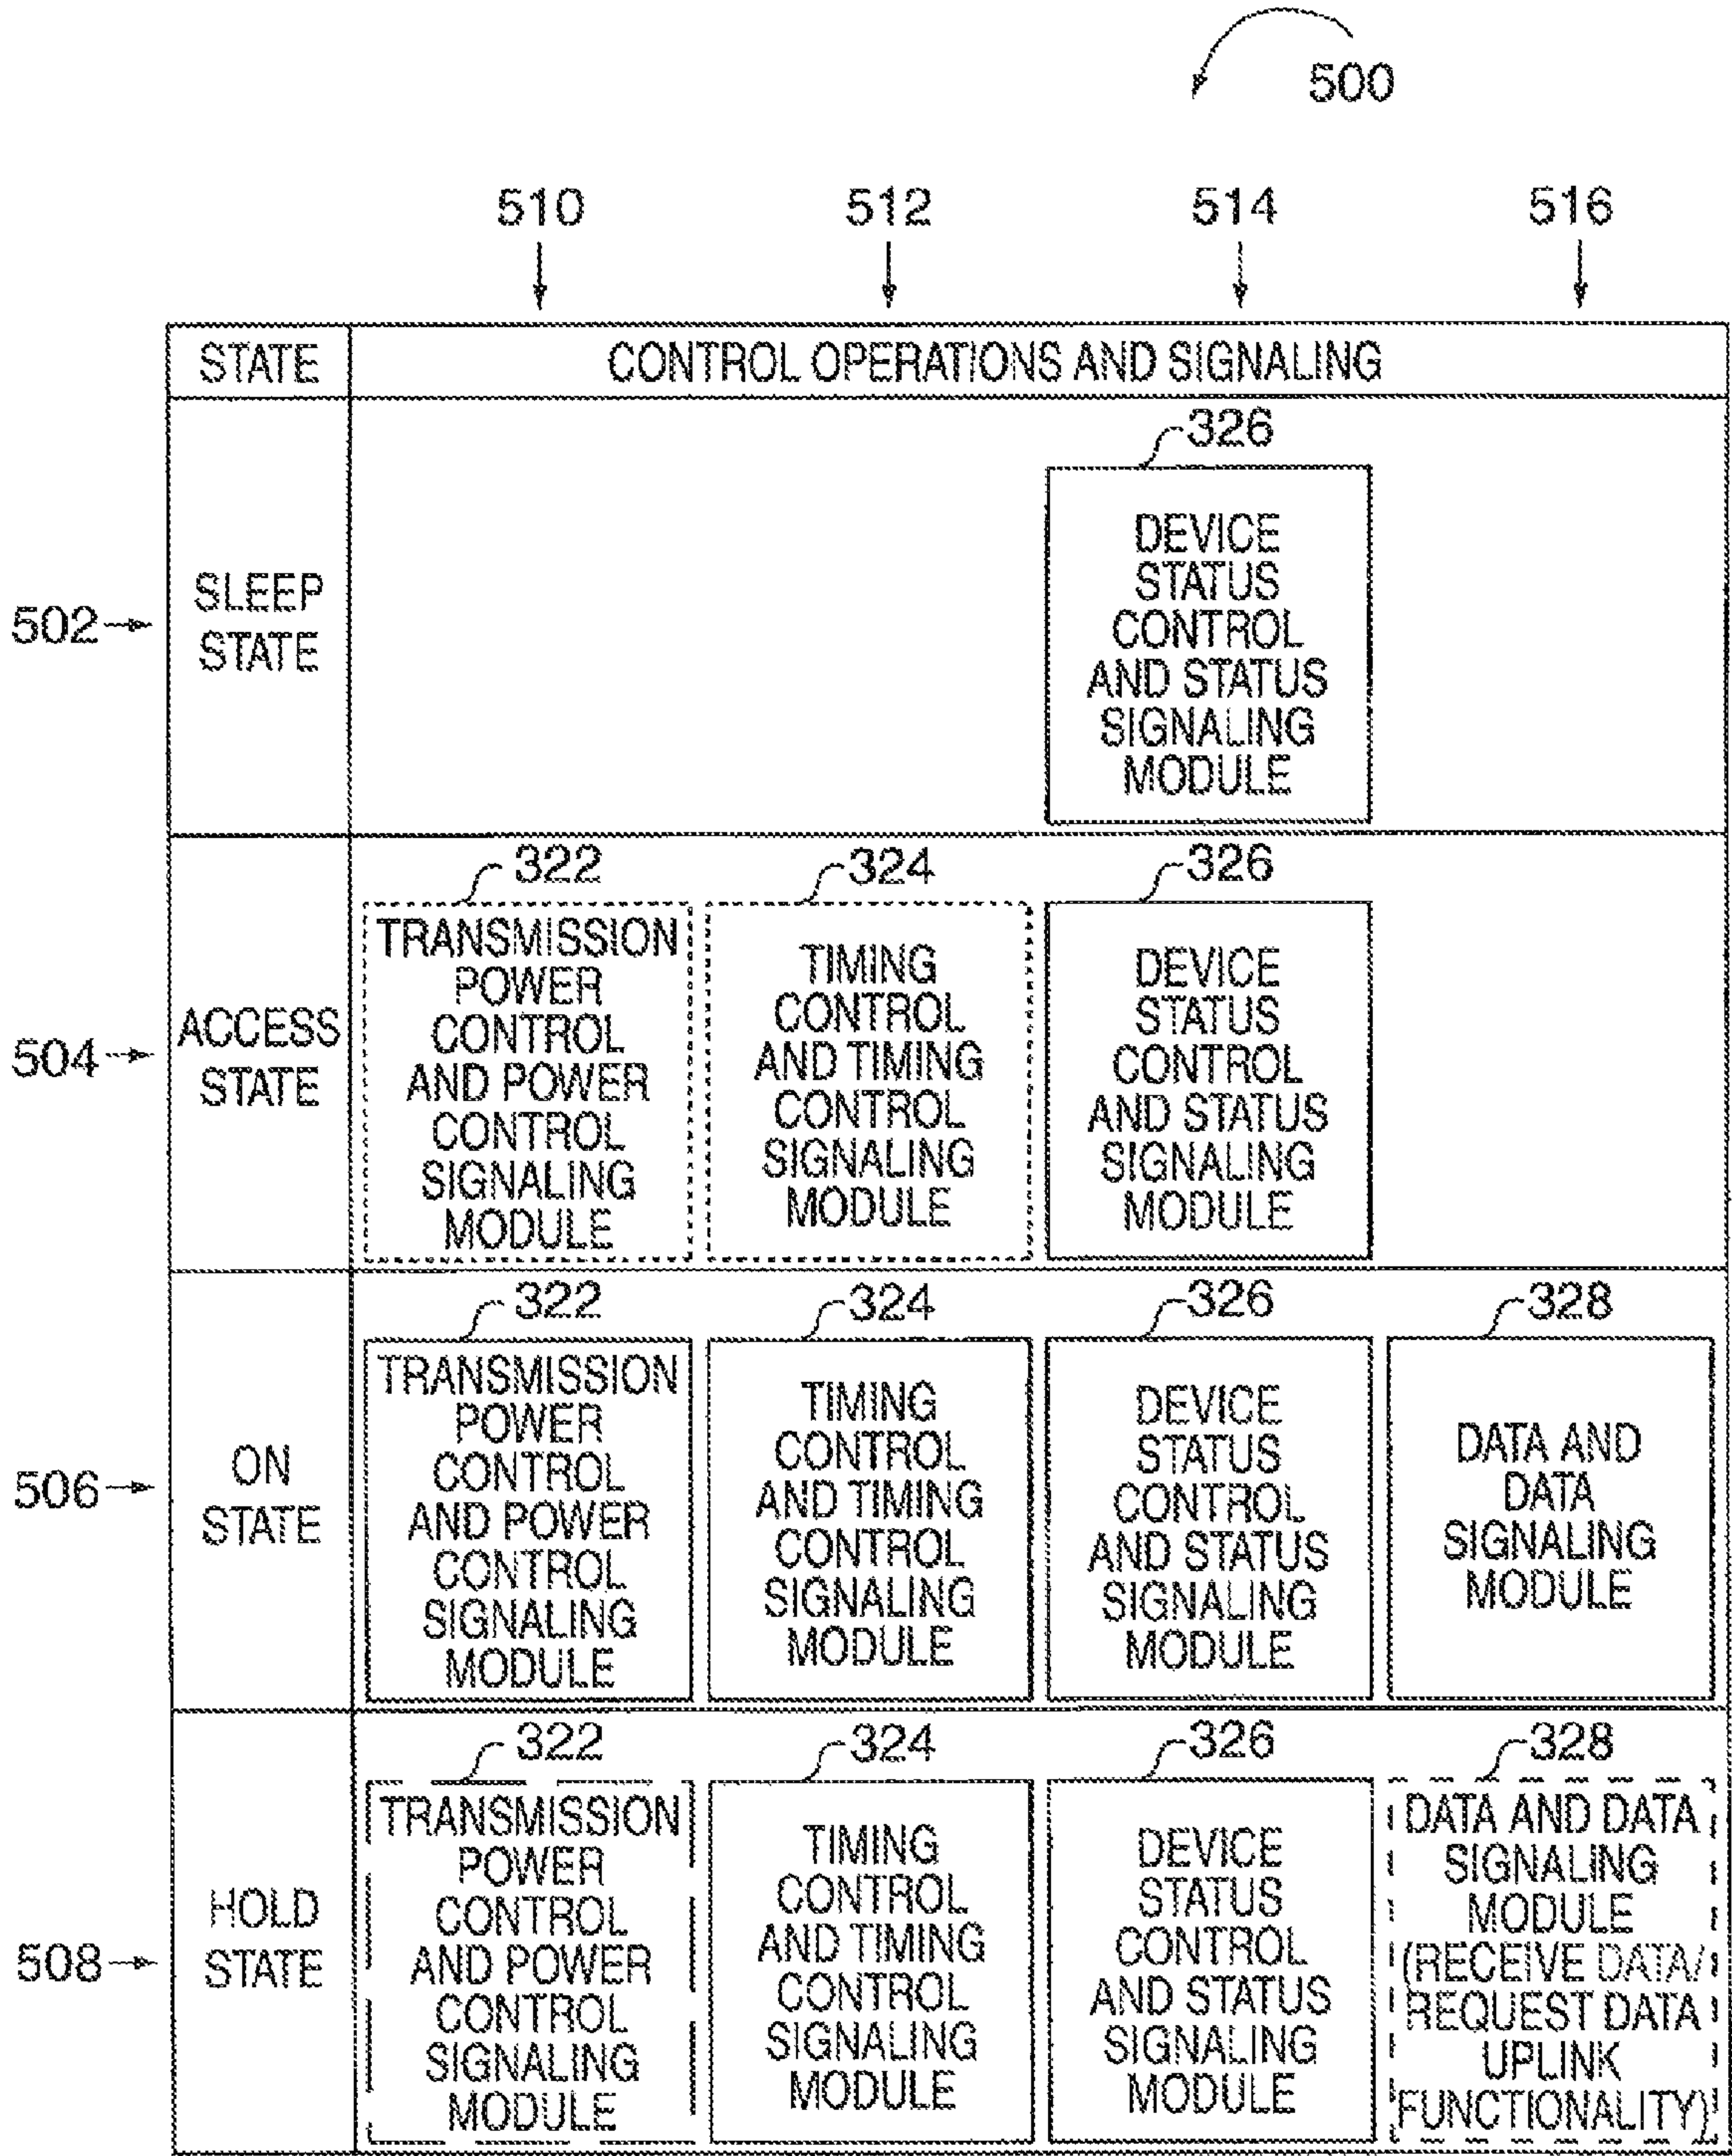 500
510
512
514
516
STATE
CONTROL OPERATIONS AND SIGNALING
502
SLEEP
STATE
326
DEVICE
STATUS
CONTROL
AND STATUS
SIGNALING
MODULE
504
ACCESS
STATE
322
TRANSMISSION
POWER
CONTROL
AND POWER
CONTROL
SIGNALING
MODULE
324
TIMING
CONTROL
AND TIMING
CONTROL
SIGNALING
MODULE
326
DEVICE
STATUS
CONTROL
AND STATUS
SIGNALING
MODULE
506
ON
STATE
322
TRANSMISSION
POWER
CONTROL
AND POWER
CONTROL
SIGNALING
MODULE
324
TIMING
CONTROL
AND TIMING
CONTROL
SIGNALING
MODULE
326
DEVICE
STATUS
CONTROL
AND STATUS
SIGNALING
MODULE
328
DATA AND
DATA
SIGNALING
MODULE
508
HOLD
STATE
322
TRANSMISSION
POWER
CONTROL
AND POWER
CONTROL
SIGNALING
MODULE
324
TIMING
CONTROL
AND TIMING
CONTROL
SIGNALING
MODULE
326
DEVICE
STATUS
CONTROL
AND STATUS
SIGNALING
MODULE
328
DATA AND DATA
SIGNALING
MODULE
(RECEIVE DATA/
REQUEST DATA
UPLINK
FUNCTIONALITY)